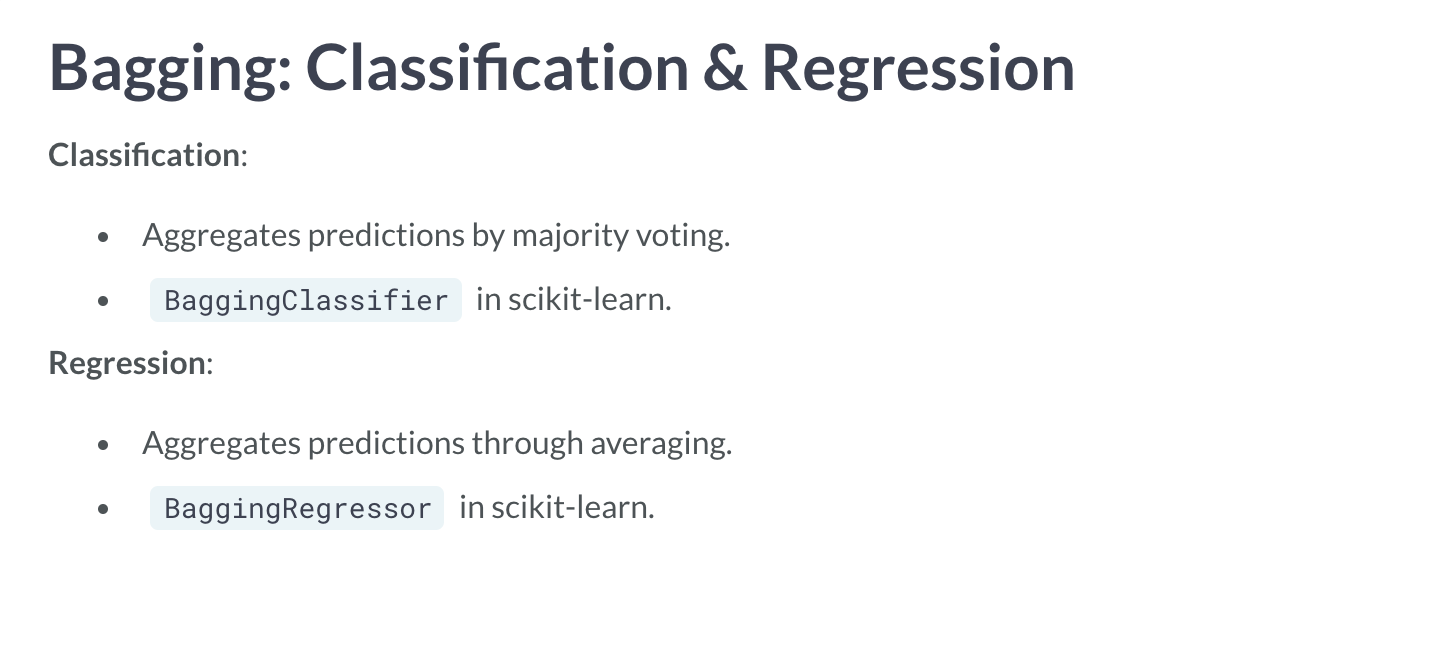 Bagging: Classification & Regression
Classification:
• Aggregates predictions by majority voting.
• BaggingClassifier in scikit-learn.
Regression:
• Aggregates predictions through averaging.
• BaggingRegressor in scikit-learn.